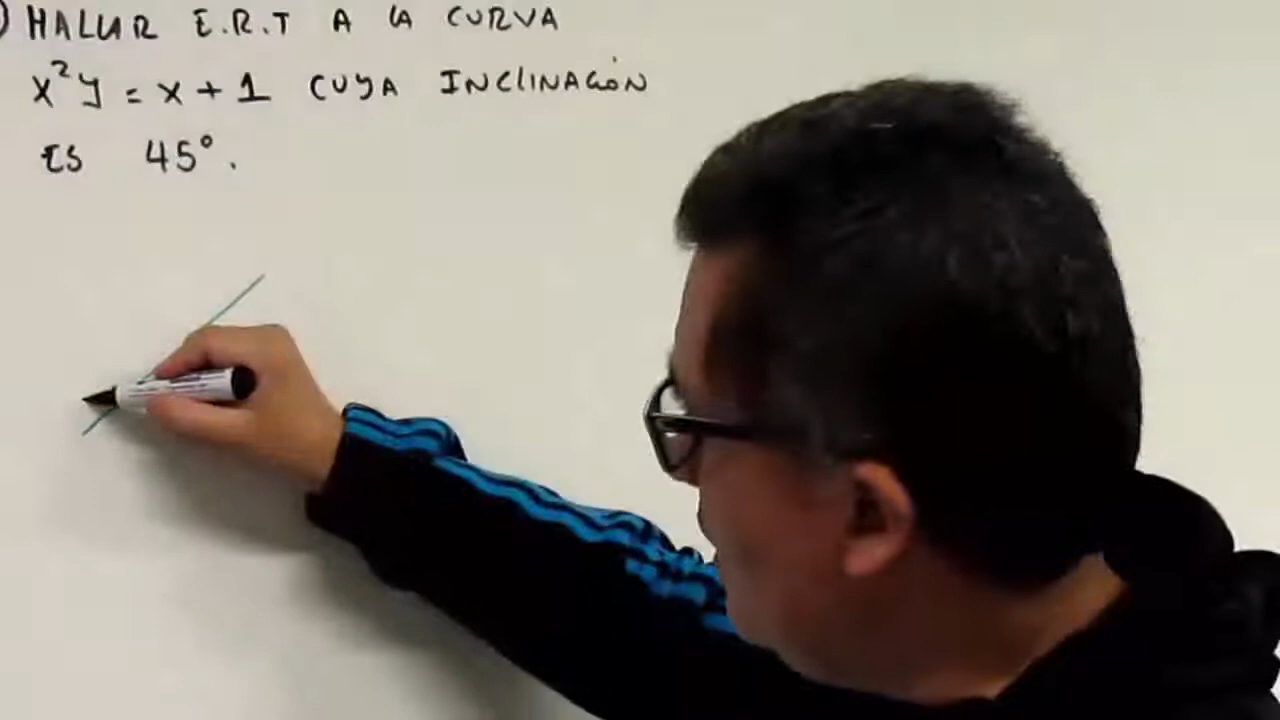 ) HALLAR E.R.T A LA CURVA
x²y = x + 1 CUYA INCLINACIÓN
ES 45°.